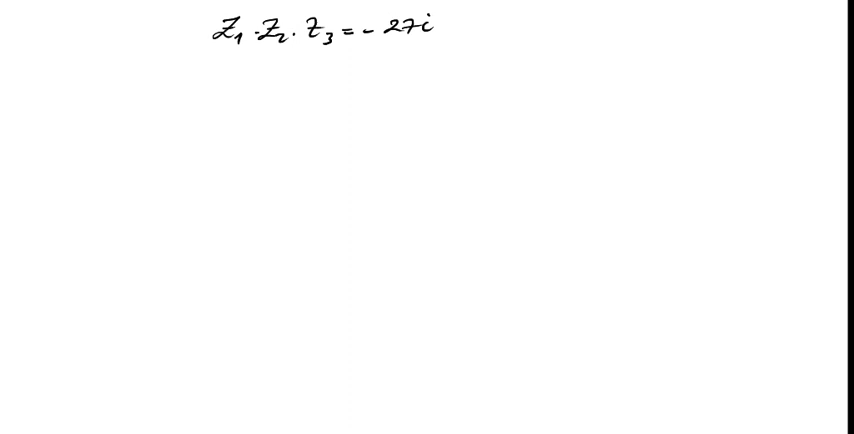 Z₁ · Z₂ · Z₃ = - 27i